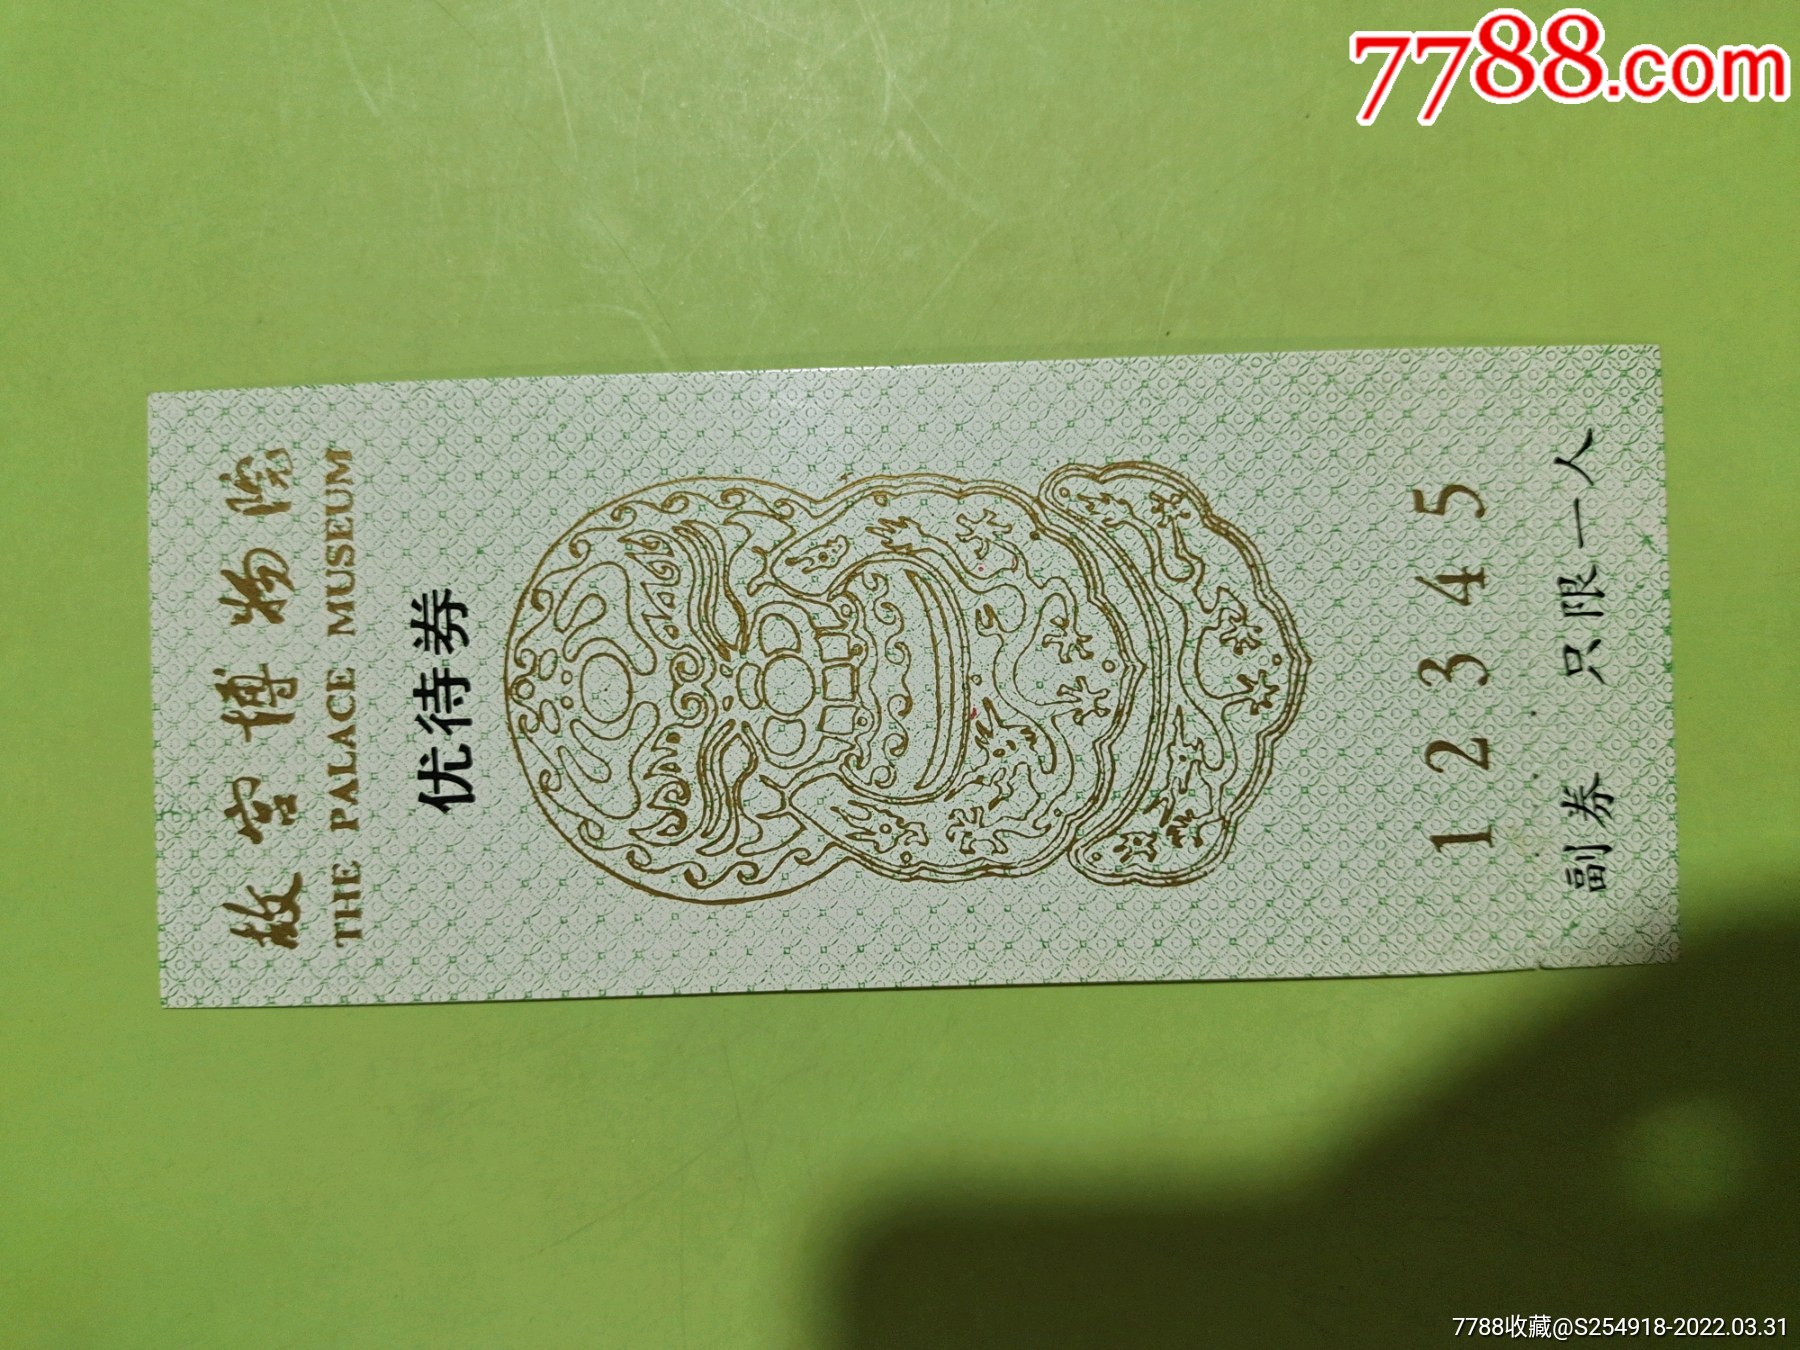 7788.com
故宫博物院
THE PALACE MUSEUM
优待券
1 2 3 4 5
副券 只限一人
7788收藏@S254918-2022.03.31